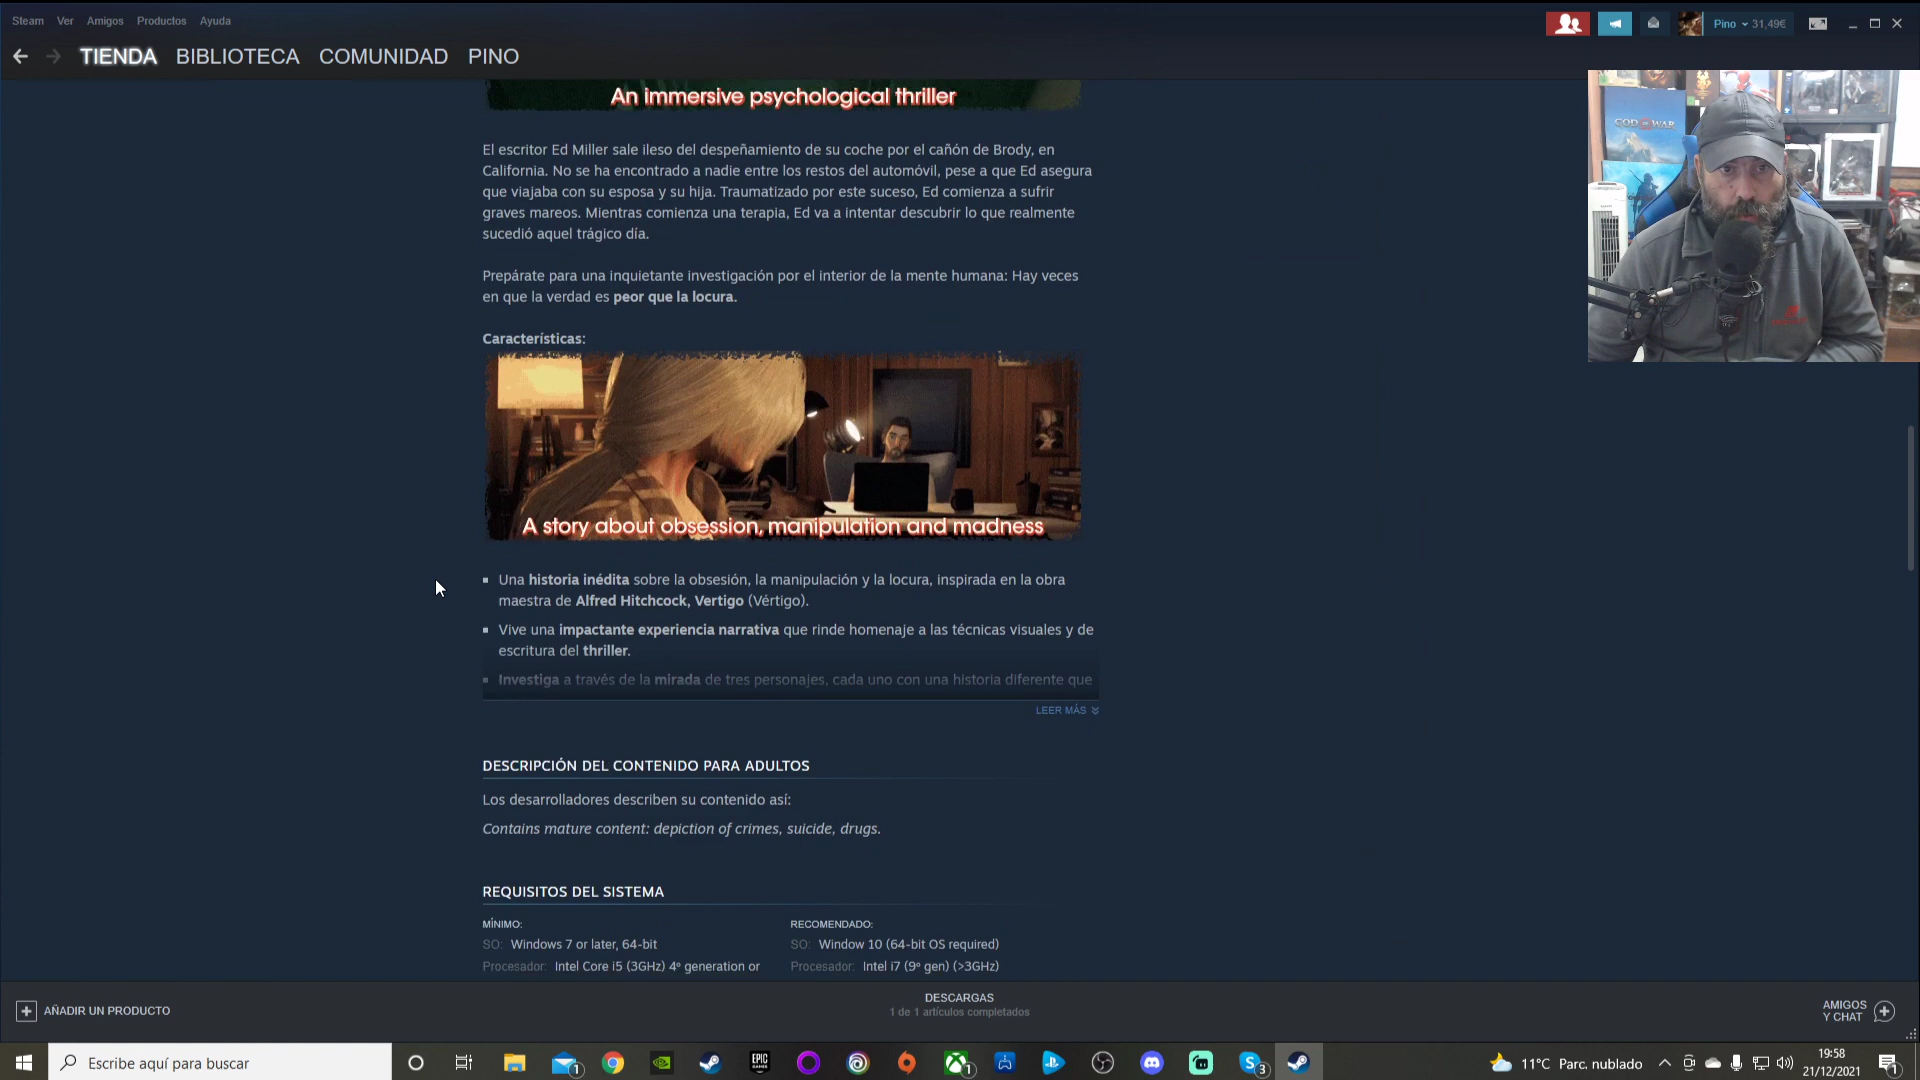 Steam Ver Amigos Productos Ayuda
Pino 31,49€
TIENDA BIBLIOTECA COMUNIDAD PINO
An immersive psychological thriller
GOD OF WAR
El escritor Ed Miller sale ileso del despeñamiento de su coche por el cañón de Brody, en
California. No se ha encontrado a nadie entre los restos del automóvil, pese a que Ed asegura
que viajaba con su esposa y su hija. Traumatizado por este suceso, Ed comienza a sufrir
graves mareos. Mientras comienza una terapia, Ed va a intentar descubrir lo que realmente
sucedió aquel trágico día.
Prepárate para una inquietante investigación por el interior de la mente humana: Hay veces
en que la verdad es peor que la locura.
Características:
A story about obsession, manipulation and madness
Una historia inédita sobre la obsesión, la manipulación y la locura, inspirada en la obra
maestra de Alfred Hitchcock, Vertigo (Vértigo).
Vive una impactante experiencia narrativa que rinde homenaje a las técnicas visuales y de
escritura del thriller.
Investiga a través de la mirada de tres personajes, cada uno con una historia diferente que
LEER MÁS
DESCRIPCIÓN DEL CONTENIDO PARA ADULTOS
Los desarrolladores describen su contenido así:
Contains mature content: depiction of crimes, suicide, drugs.
REQUISITOS DEL SISTEMA
MÍNIMO:
SO: Windows 7 or later, 64-bit
Procesador: Intel Core i5 (3GHz) 4º generation or
RECOMENDADO:
SO: Window 10 (64-bit OS required)
Procesador: Intel i7 (9º gen) (>3GHz)
AÑADIR UN PRODUCTO
DESCARGAS
1 de 1 artículos completados
AMIGOS
Y CHAT
Escribe aquí para buscar
1
EPIC
GAMES
1
3
11°C Parc. nublado
19:58
21/12/2021
1